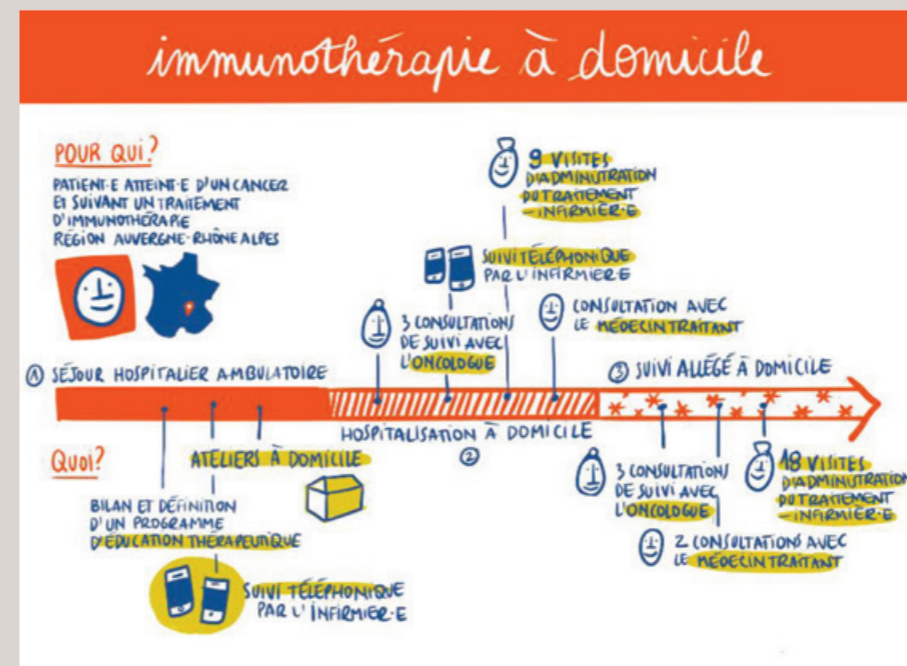 immunothérapie à domicile
POUR QUI?
PATIENT·E ATTEINT·E D'UN CANCER
ET SUIVANT UN TRAITEMENT
D'IMMUNOTHÉRAPIE
RÉGION AUVERGNE-RHÔNE ALPES
9 VISITES
D'ADMINISTRATION
DU TRAITEMENT
– INFIRMIÈR·E
SUIVI TÉLÉPHONIQUE
PAR L'INFIRMIER·E
3 CONSULTATIONS
DE SUIVI AVEC
L'ONCOLOGUE
CONSULTATION AVEC
LE MÉDECIN TRAITANT
① SÉJOUR HOSPITALIER AMBULATOIRE
③ SUIVI ALLÉGÉ À DOMICILE
HOSPITALISATION À DOMICILE
②
QUOI?
ATELIERS À DOMICILE
BILAN ET DÉFINITION
D'UN PROGRAMME
D'ÉDUCATION THÉRAPEUTIQUE
SUIVI TÉLÉPHONIQUE
PAR L'INFIRMIER·E
3 CONSULTATIONS
DE SUIVI AVEC
L'ONCOLOGUE
18 VISITES
D'ADMINISTRATION
DU TRAITEMENT
– INFIRMIER·E
2 CONSULTATIONS AVEC
LE MÉDECIN TRAITANT